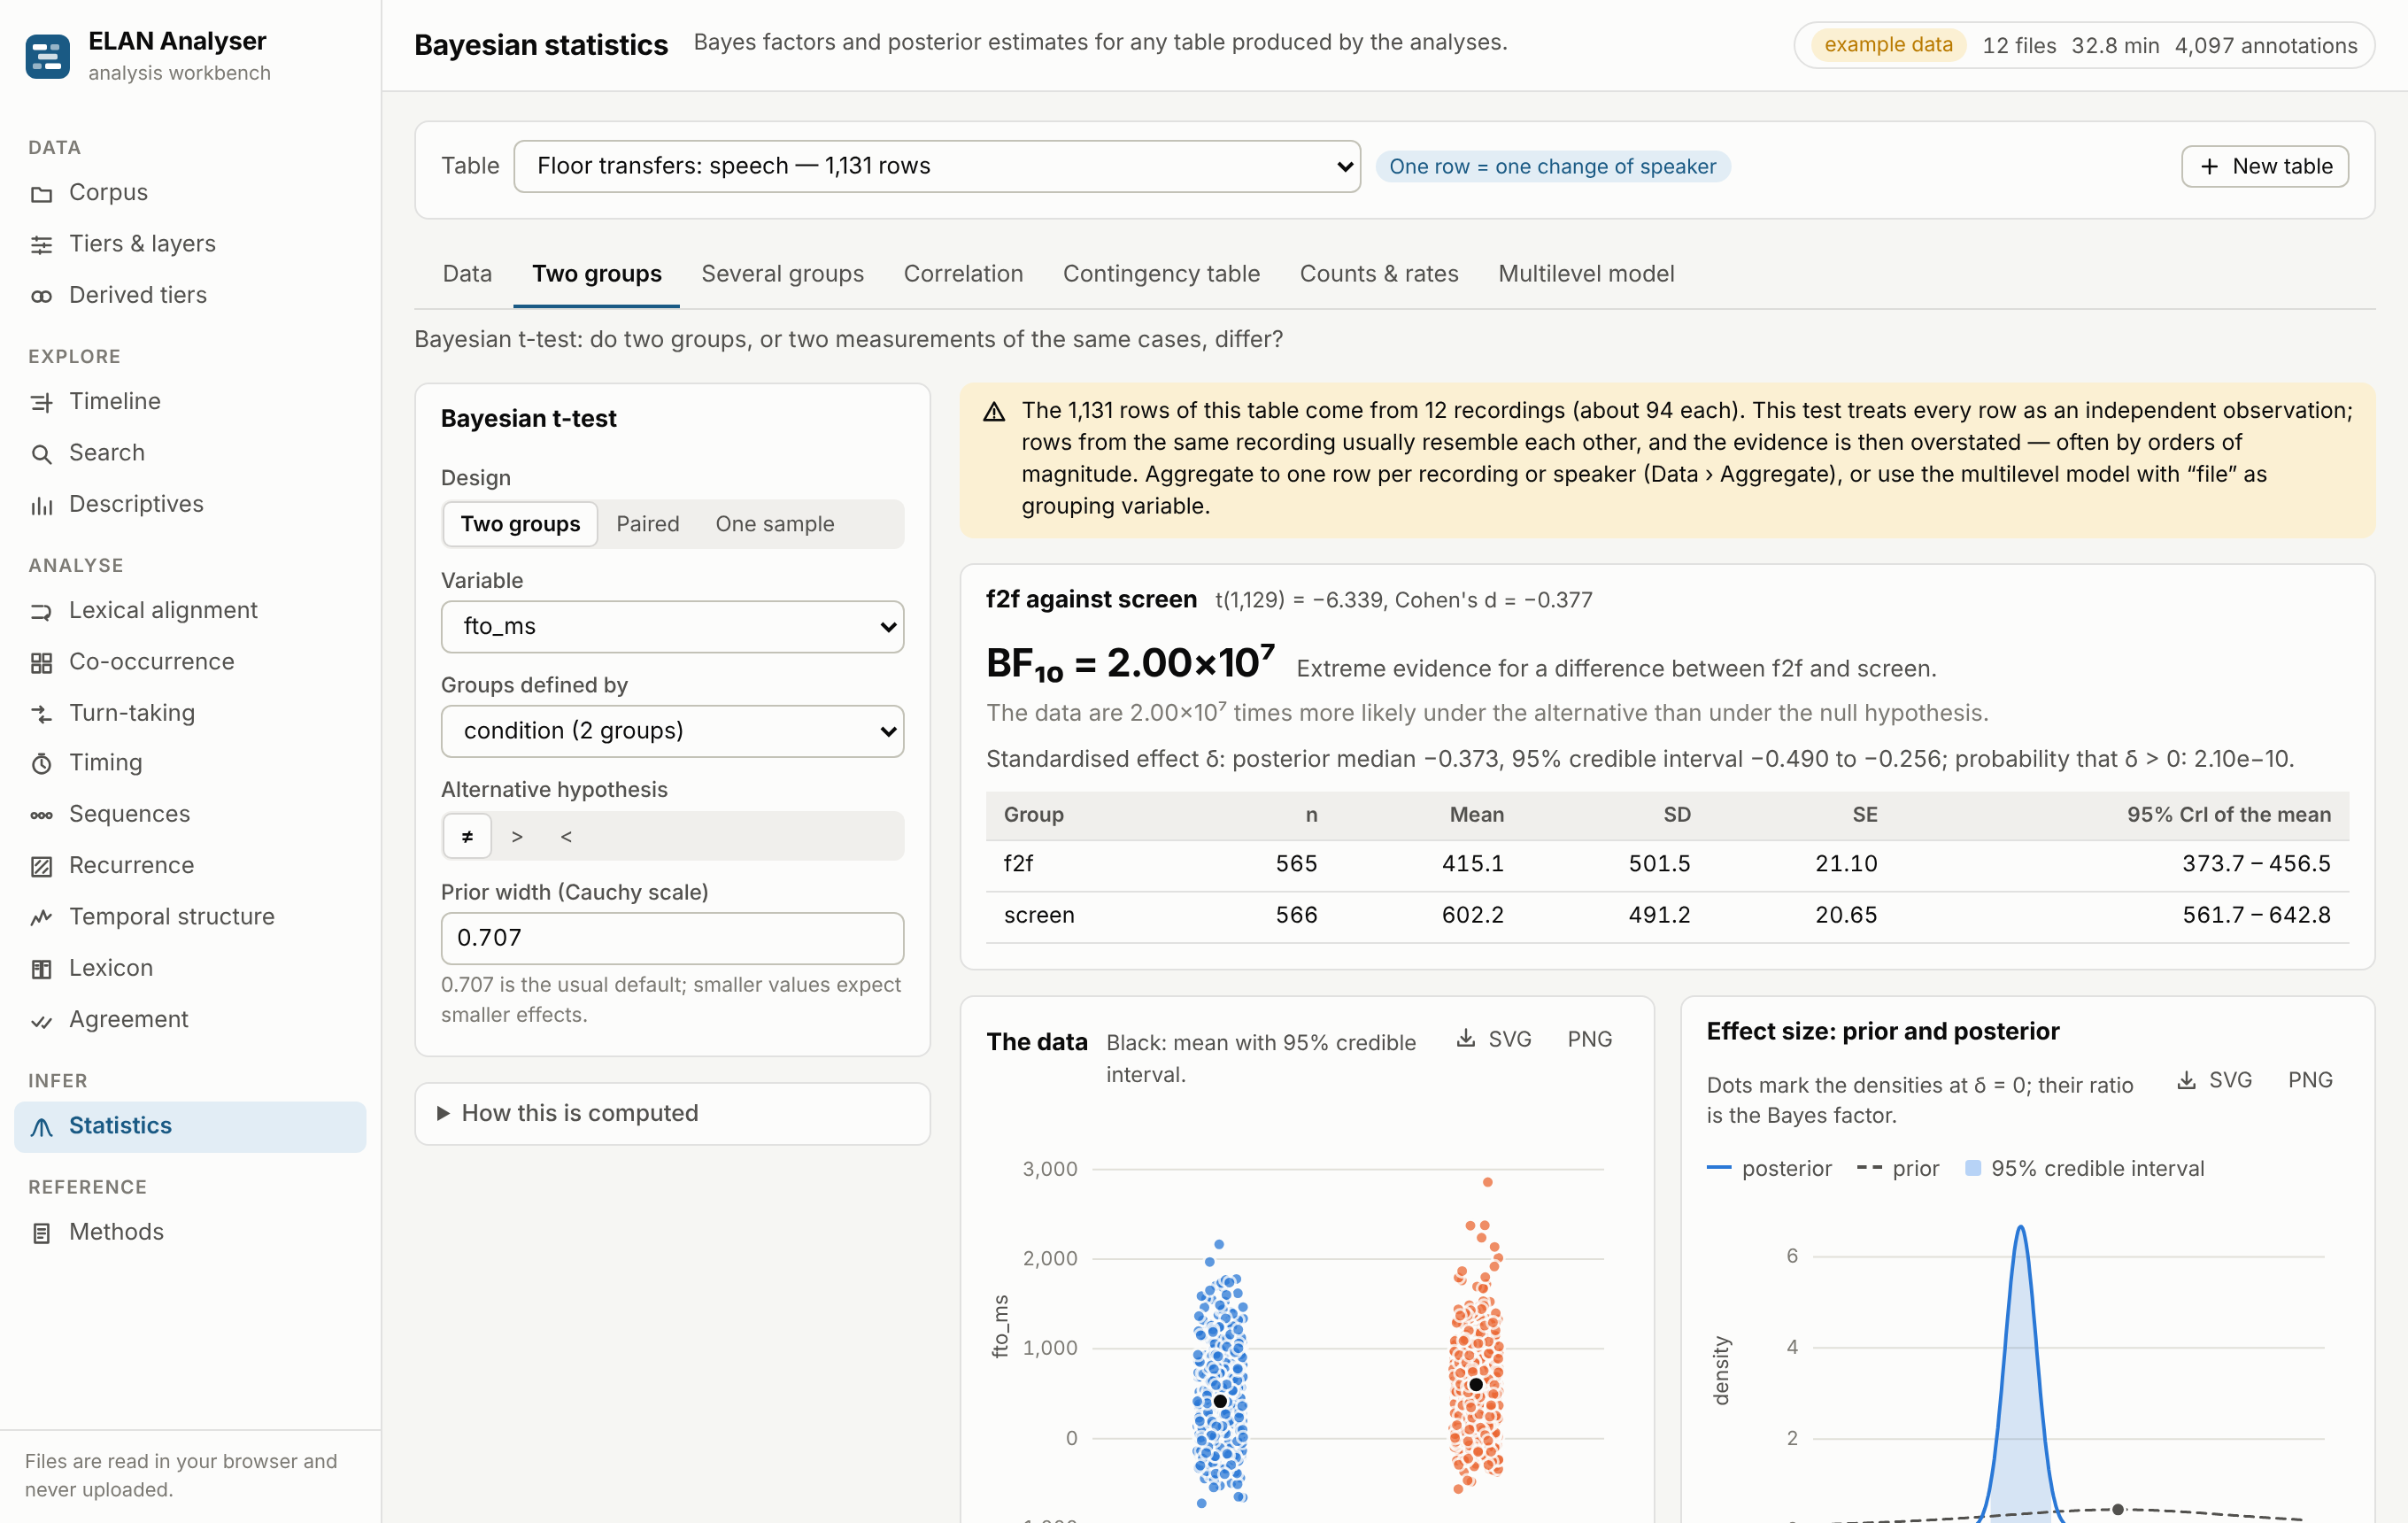 ELAN Analyser
analysis workbench
DATA
Corpus
Tiers & layers
Derived tiers
EXPLORE
Timeline
Search
Descriptives
ANALYSE
Lexical alignment
Co-occurrence
Turn-taking
Timing
Sequences
Recurrence
Temporal structure
Lexicon
Agreement
INFER
Statistics
REFERENCE
Methods
Files are read in your browser and
never uploaded.
Bayesian statistics Bayes factors and posterior estimates for any table produced by the analyses.
example data 12 files 32.8 min 4,097 annotations
Table Floor transfers: speech — 1,131 rows One row = one change of speaker + New table
Data Two groups Several groups Correlation Contingency table Counts & rates Multilevel model
Bayesian t-test: do two groups, or two measurements of the same cases, differ?
Bayesian t-test
Design
Two groups Paired One sample
Variable
fto_ms
Groups defined by
condition (2 groups)
Alternative hypothesis
≠ > <
Prior width (Cauchy scale)
0.707
0.707 is the usual default; smaller values expect
smaller effects.
How this is computed
The 1,131 rows of this table come from 12 recordings (about 94 each). This test treats every row as an independent observation;
rows from the same recording usually resemble each other, and the evidence is then overstated — often by orders of
magnitude. Aggregate to one row per recording or speaker (Data › Aggregate), or use the multilevel model with “file” as
grouping variable.
f2f against screen t(1,129) = −6.339, Cohen's d = −0.377
BF₁₀ = 2.00×10⁷ Extreme evidence for a difference between f2f and screen.
The data are 2.00×10⁷ times more likely under the alternative than under the null hypothesis.
Standardised effect δ: posterior median −0.373, 95% credible interval −0.490 to −0.256; probability that δ > 0: 2.10e−10.
Group n Mean SD SE 95% CrI of the mean
f2f 565 415.1 501.5 21.10 373.7 – 456.5
screen 566 602.2 491.2 20.65 561.7 – 642.8
The data Black: mean with 95% credible
interval.
SVG PNG
3,000
2,000
1,000
0
fto_ms
Effect size: prior and posterior
Dots mark the densities at δ = 0; their ratio
is the Bayes factor.
SVG PNG
posterior prior 95% credible interval
6
4
2
density